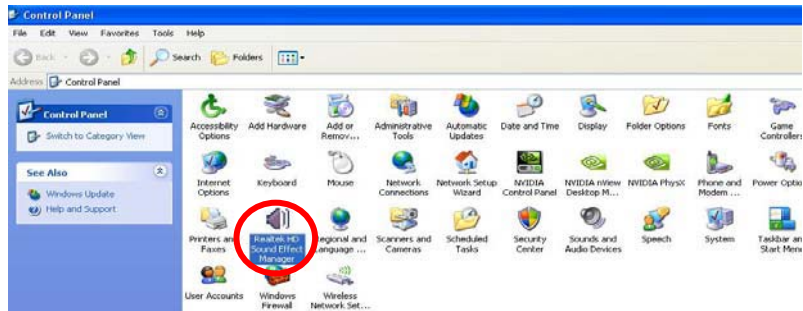 Control Panel
File Edit View Favorites Tools Help
Back Search Folders
Address Control Panel
Control Panel
Switch to Category View
See Also
Windows Update
Help and Support
Accessibility Options
Add Hardware
Add or Remov...
Administrative Tools
Automatic Updates
Date and Time
Display
Folder Options
Fonts
Game Controllers
Internet Options
Keyboard
Mouse
Network Connections
Network Setup Wizard
NVIDIA Control Panel
NVIDIA nView Desktop M...
NVIDIA PhysX
Phone and Modem ...
Power Optio
Printers and Faxes
Realtek HD Sound Effect Manager
Regional and Language ...
Scanners and Cameras
Scheduled Tasks
Security Center
Sounds and Audio Devices
Speech
System
Taskbar an
Start Menu
User Accounts
Windows Firewall
Wireless Network Set...